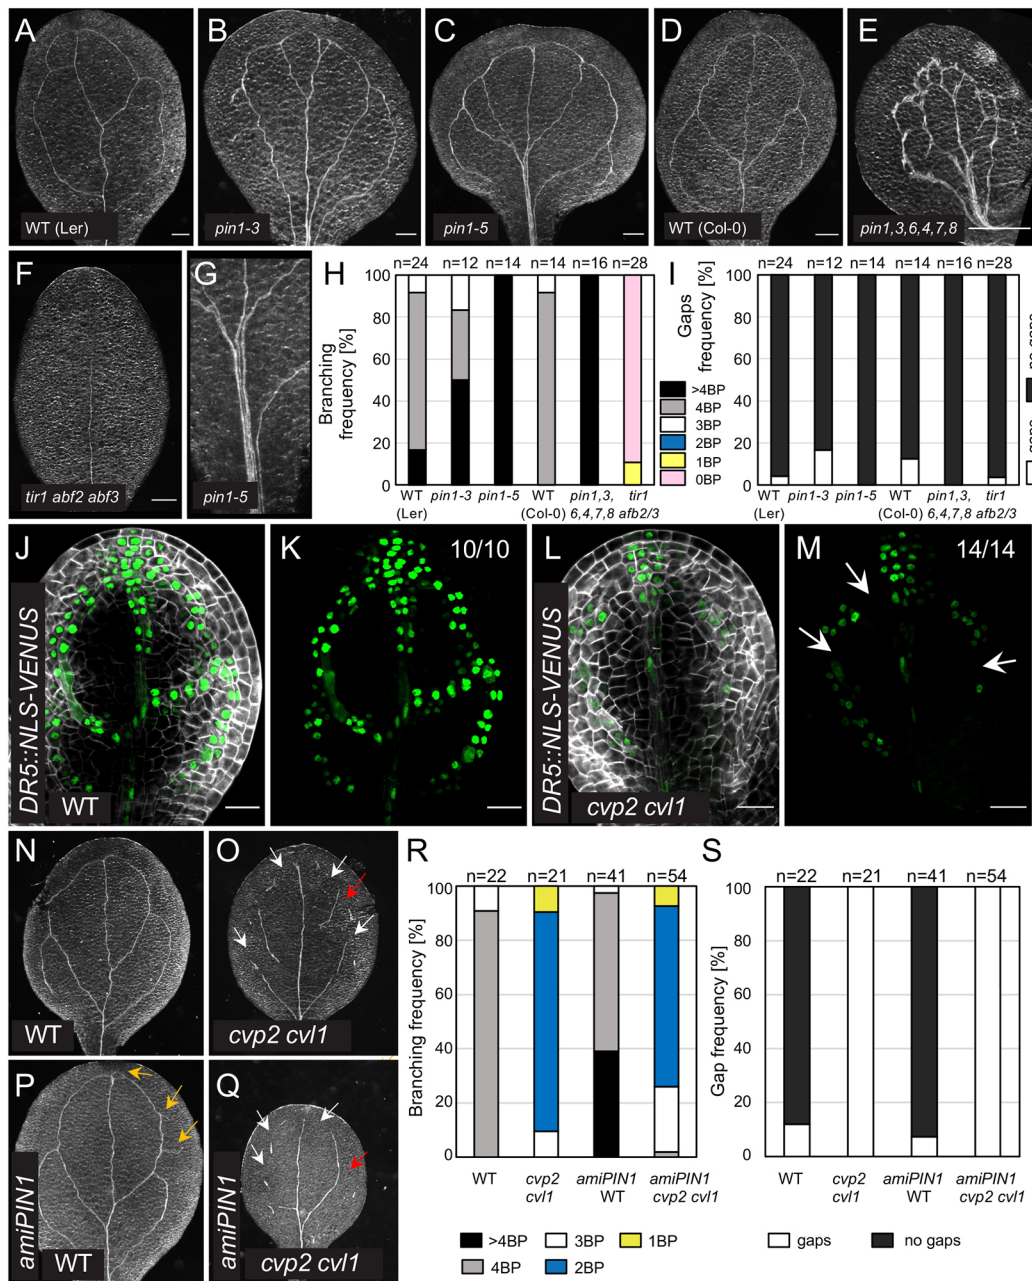 A
B
C
D
E
WT (Ler)
pin1-3
pin1-5
WT (Col-0)
pin1,3,6,4,7,8
F
G
H
I
tir1 abf2 abf3
pin1-5
n=24 n=12 n=14 n=14 n=16 n=28
100
80
60
40
20
0
Branching
frequency [%]
WT
(Ler)
pin1-3
pin1-5
WT
(Col-0)
pin1,3,
6,4,7,8
tir1
afb2/3
>4BP
4BP
3BP
2BP
1BP
0BP
n=24 n=12 n=14 n=14 n=16 n=28
100
80
60
40
20
0
Gaps
frequency [%]
WT
(Ler)
pin1-3
pin1-5
WT
(Col-0)
pin1,3,
6,4,7,8
tir1
afb2/3
J
K
L
M
10/10
14/14
DR5::NLS-VENUS
WT
DR5::NLS-VENUS
cvp2 cvl1
N
O
WT
cvp2 cvl1
P
Q
amiPIN1
WT
amiPIN1
cvp2 cvl1
R
n=22 n=21 n=41 n=54
100
80
60
40
20
0
Branching frequency [%]
WT
cvp2
cvl1
amiPIN1
WT
amiPIN1
cvp2 cvl1
>4BP
3BP
1BP
4BP
2BP
S
n=22 n=21 n=41 n=54
100
80
60
40
20
0
Gap frequency [%]
WT
cvp2
cvl1
amiPIN1
WT
amiPIN1
cvp2 cvl1
gaps
no gaps